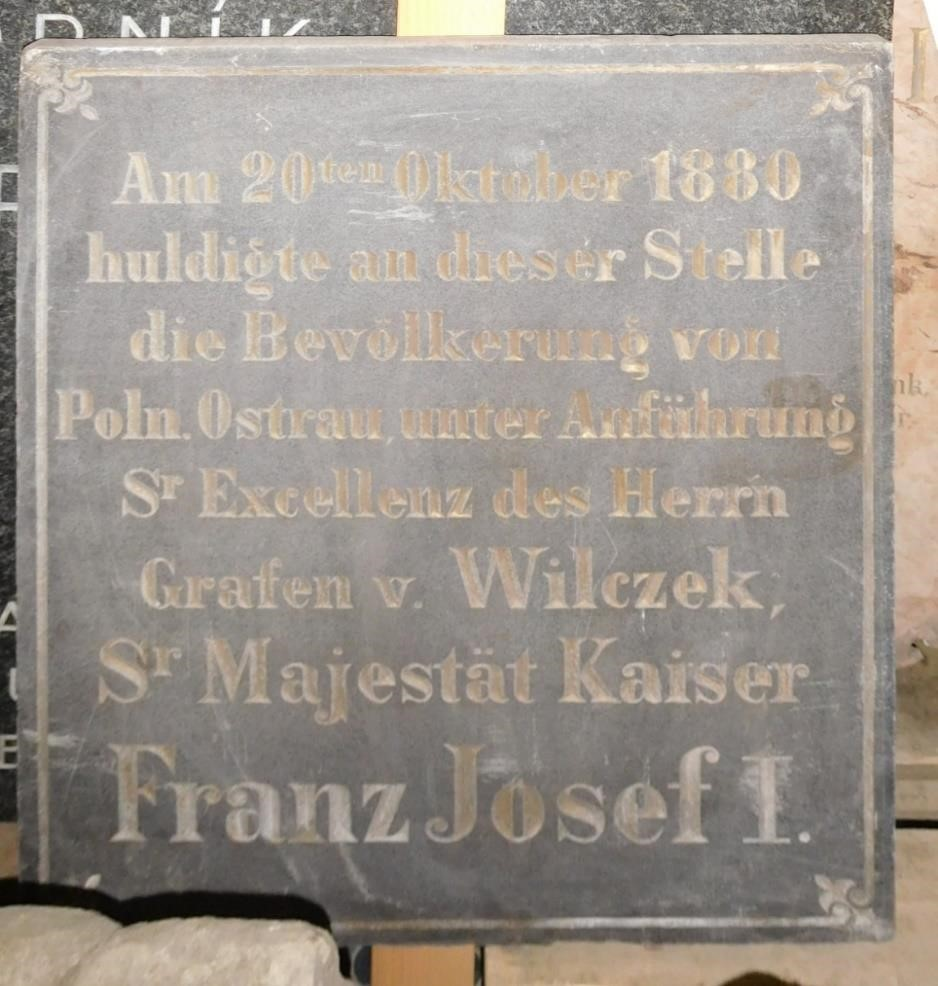 RNÍK
Am 20ten Oktober 1880
huldigte an dieser Stelle
die Bevölkerung von
Poln. Ostrau, unter Anführung
Sr Excellenz des Herrn
Grafen v. Wilczek,
Sr Majestät Kaiser
Franz Josef I.